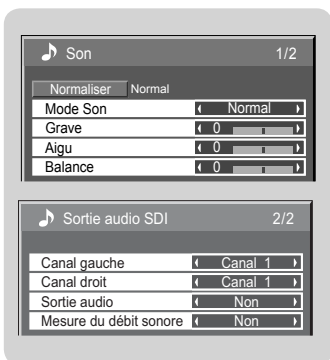 Son 1/2
Normaliser Normal
Mode Son Normal
Grave 0
Aigu 0
Balance 0
Sortie audio SDI 2/2
Canal gauche Canal 1
Canal droit Canal 1
Sortie audio Non
Mesure du débit sonore Non